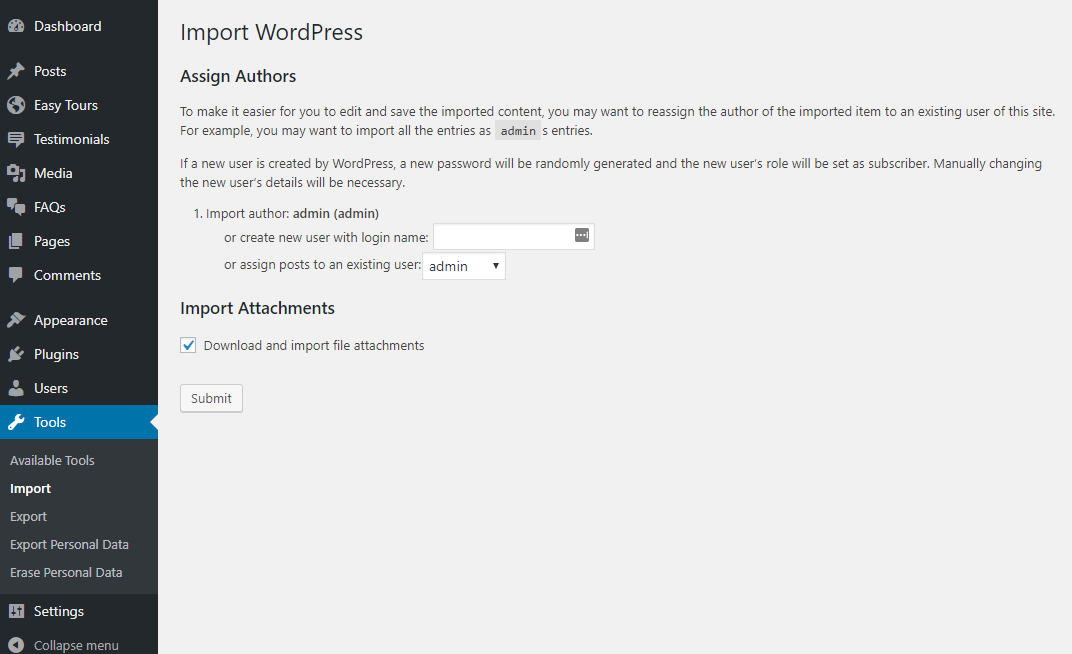 Dashboard
Posts
Easy Tours
Testimonials
Media
FAQs
Pages
Comments
Appearance
Plugins
Users
Tools
Available Tools
Import
Export
Export Personal Data
Erase Personal Data
Settings
Collapse menu
Import WordPress
Assign Authors
To make it easier for you to edit and save the imported content, you may want to reassign the author of the imported item to an existing user of this site.
For example, you may want to import all the entries as admin s entries.
If a new user is created by WordPress, a new password will be randomly generated and the new user’s role will be set as subscriber. Manually changing
the new user’s details will be necessary.
1. Import author: admin (admin)
or create new user with login name:
or assign posts to an existing user: admin
Import Attachments
Download and import file attachments
Submit